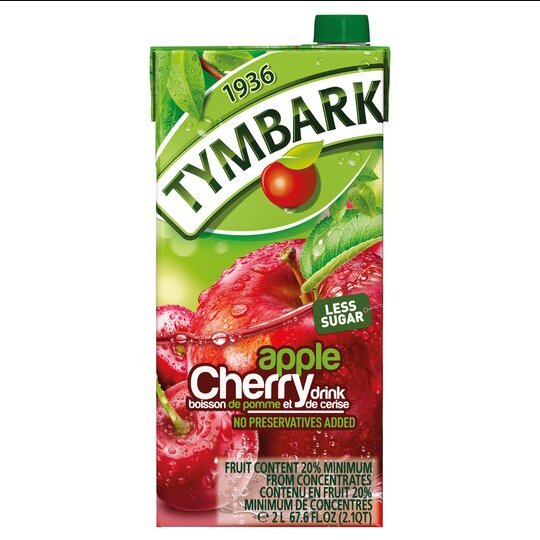 1936
TYMBARK
LESS
SUGAR
apple
Cherry drink
boisson de pomme et de cerise
NO PRESERVATIVES ADDED
FRUIT CONTENT 20% MINIMUM
FROM CONCENTRATES
CONTENU EN FRUIT 20%
MINIMUM DE CONCENTRÉS
℮ 2 L 67.6 FL OZ (2.1QT)